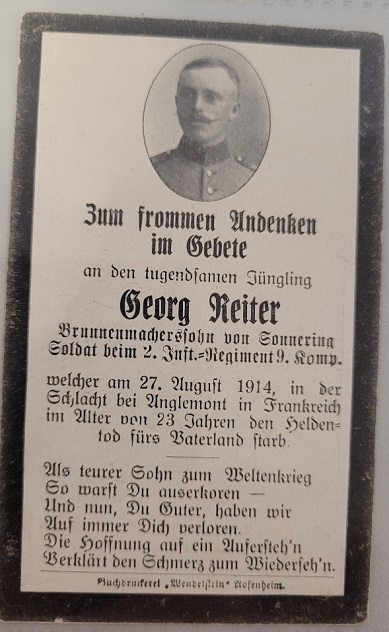 Zum frommen Andenken
im Gebete
an den tugendsamen Jüngling
Georg Reiter
Brunnenmacherssohn von Sonnering
Soldat beim 2. Inft.-Regiment 9. Komp.
welcher am 27. August 1914, in der
Schlacht bei Anglemont in Frankreich
im Alter von 23 Jahren den Helden-
tod fürs Vaterland starb.
Als teurer Sohn zum Weltenkrieg
So warst Du auserkoren —
Und nun, Du Guter, haben wir
Auf immer Dich verloren.
Die Hoffnung auf ein Aufersteh'n
Verklärt den Schmerz zum Wiederseh'n.
Buchdruckerei „Wendelstein" Rosenheim.